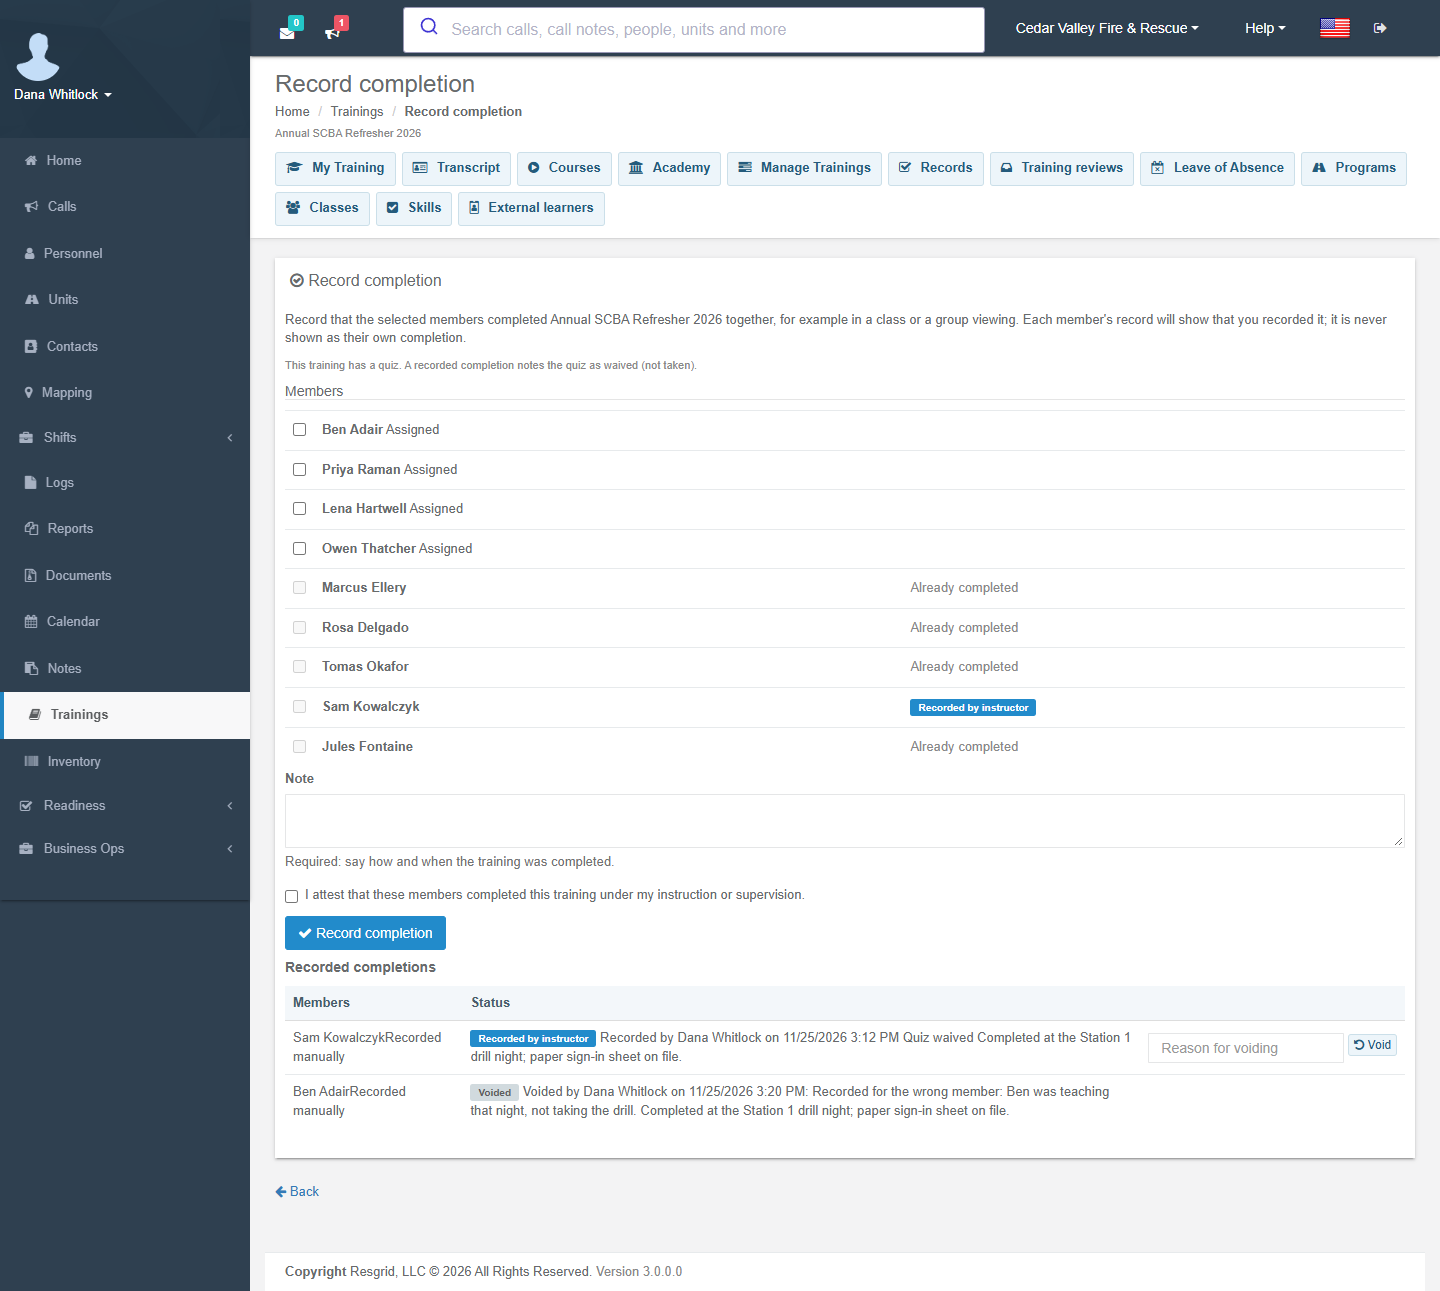 0
1
Search calls, call notes, people, units and more
Cedar Valley Fire & Rescue
Help
Dana Whitlock
Home
Calls
Personnel
Units
Contacts
Mapping
Shifts
Logs
Reports
Documents
Calendar
Notes
Trainings
Inventory
Readiness
Business Ops
Record completion
Home / Trainings / Record completion
Annual SCBA Refresher 2026
My Training
Transcript
Courses
Academy
Manage Trainings
Records
Training reviews
Leave of Absence
Programs
Classes
Skills
External learners
Record completion
Record that the selected members completed Annual SCBA Refresher 2026 together, for example in a class or a group viewing. Each member's record will show that you recorded it; it is never
shown as their own completion.
This training has a quiz. A recorded completion notes the quiz as waived (not taken).
Members
Ben Adair Assigned
Priya Raman Assigned
Lena Hartwell Assigned
Owen Thatcher Assigned
Marcus Ellery Already completed
Rosa Delgado Already completed
Tomas Okafor Already completed
Sam Kowalczyk Recorded by instructor
Jules Fontaine Already completed
Note
Required: say how and when the training was completed.
I attest that these members completed this training under my instruction or supervision.
Record completion
Recorded completions
Members Status
Sam KowalczykRecorded
manually
Recorded by instructor Recorded by Dana Whitlock on 11/25/2026 3:12 PM Quiz waived Completed at the Station 1
drill night; paper sign-in sheet on file.
Reason for voiding
Void
Ben AdairRecorded
manually
Voided Voided by Dana Whitlock on 11/25/2026 3:20 PM: Recorded for the wrong member: Ben was teaching
that night, not taking the drill. Completed at the Station 1 drill night; paper sign-in sheet on file.
Back
Copyright Resgrid, LLC © 2026 All Rights Reserved. Version 3.0.0.0